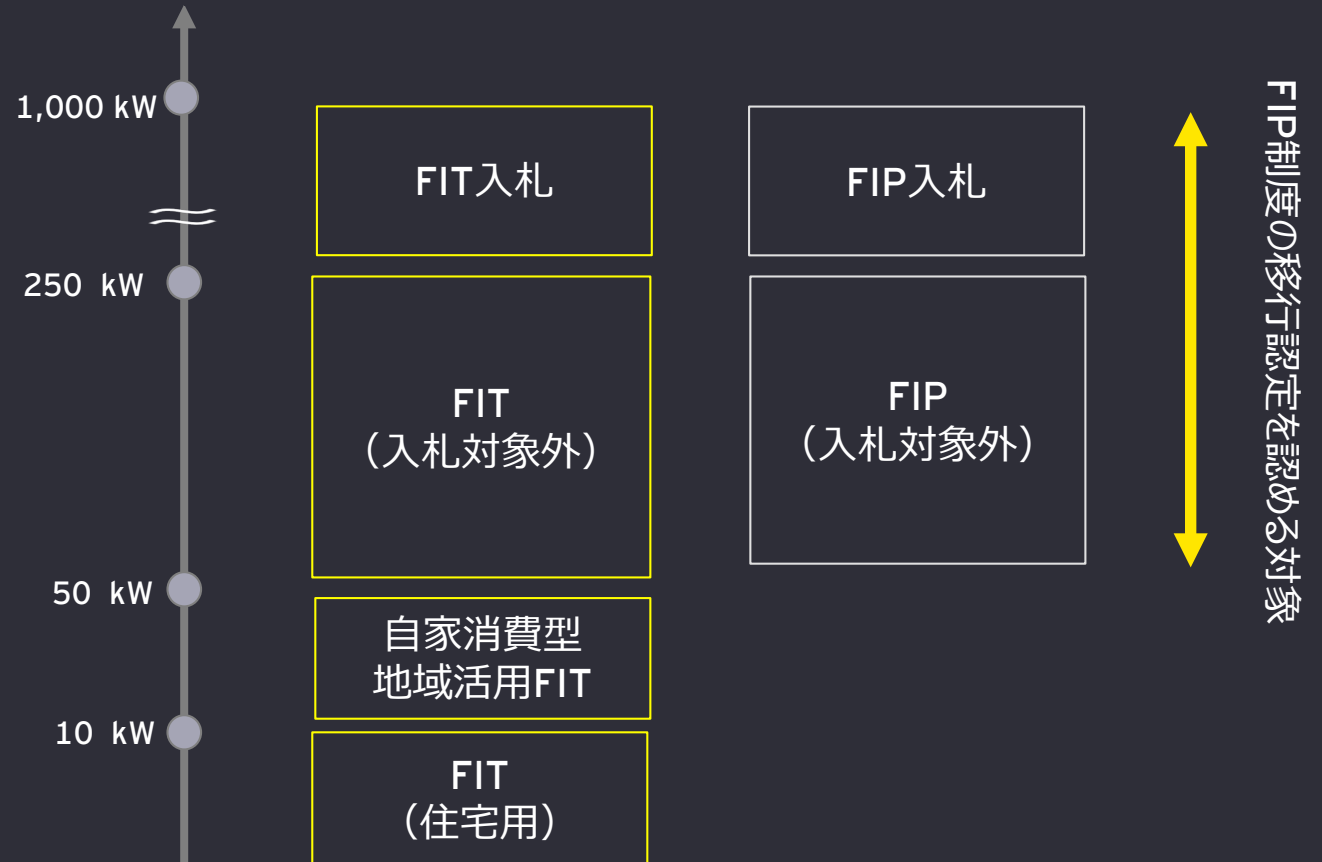 1,000 kW
FIT入札
FIP入札
250 kW
FIT
（入札対象外）
FIP
（入札対象外）
50 kW
自家消費型
地域活用FIT
10 kW
FIT
（住宅用）
FIP制度の移行認定を認める対象